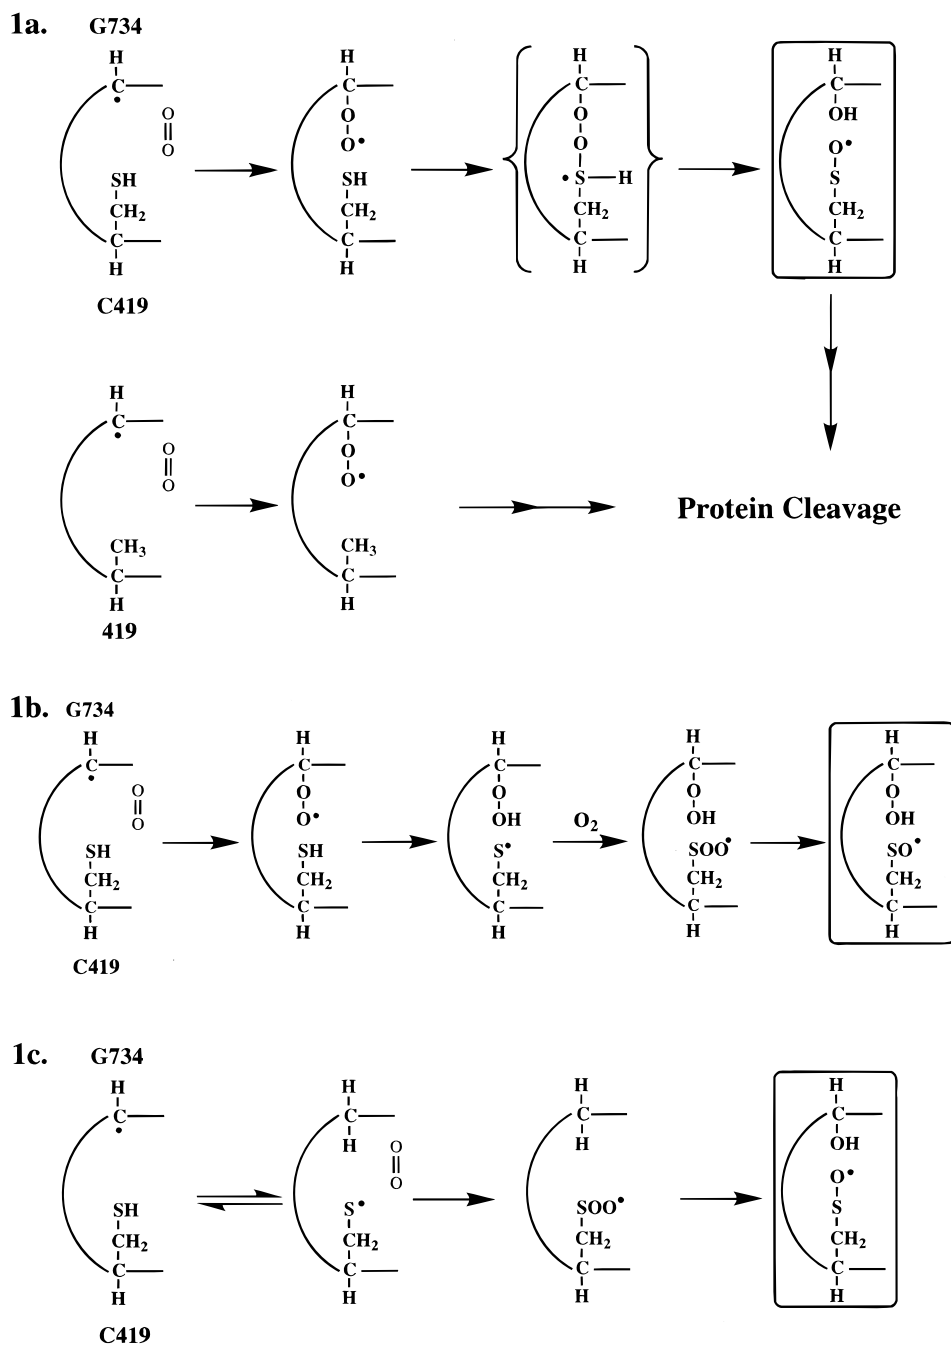 1a. G734
H H H H
C• C C• C
O O O OH
O O• O O•
SH SH •S—H S
CH2 CH2 CH2 CH2
C C C C
H H H H
C419
H H
C• C
O O
O O•
CH3 CH3
C C
H H
419
Protein Cleavage
1b. G734
H H H H H
C• C C C C
O O O O O
O O• OH OH OH
SH SH S• O2 SOO• SO•
CH2 CH2 CH2 CH2 CH2
C C C C C
H H H H H
C419
1c. G734
H H H H
C• C C C
H H OH
O
O O•
SH S• SOO• S
CH2 CH2 CH2 CH2
C C C C
H H H H
C419